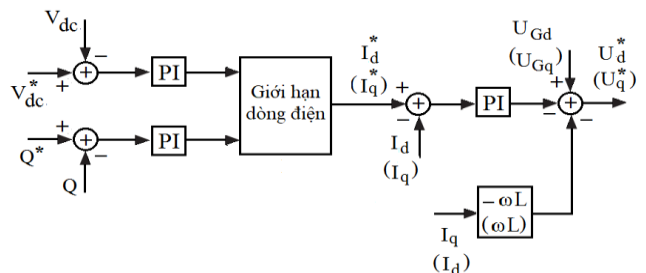 V_dc
−
+
PI
V*_dc
+
Giới hạn
dòng điện
I*_d
(I*_q)
+
+
−
I_d
(I_q)
PI
U_Gd
(U_Gq)
+
+
−
−
U*_d
(U*_q)
+
+
PI
Q*
−
Q
− ωL
(ωL)
I_q
(I_d)